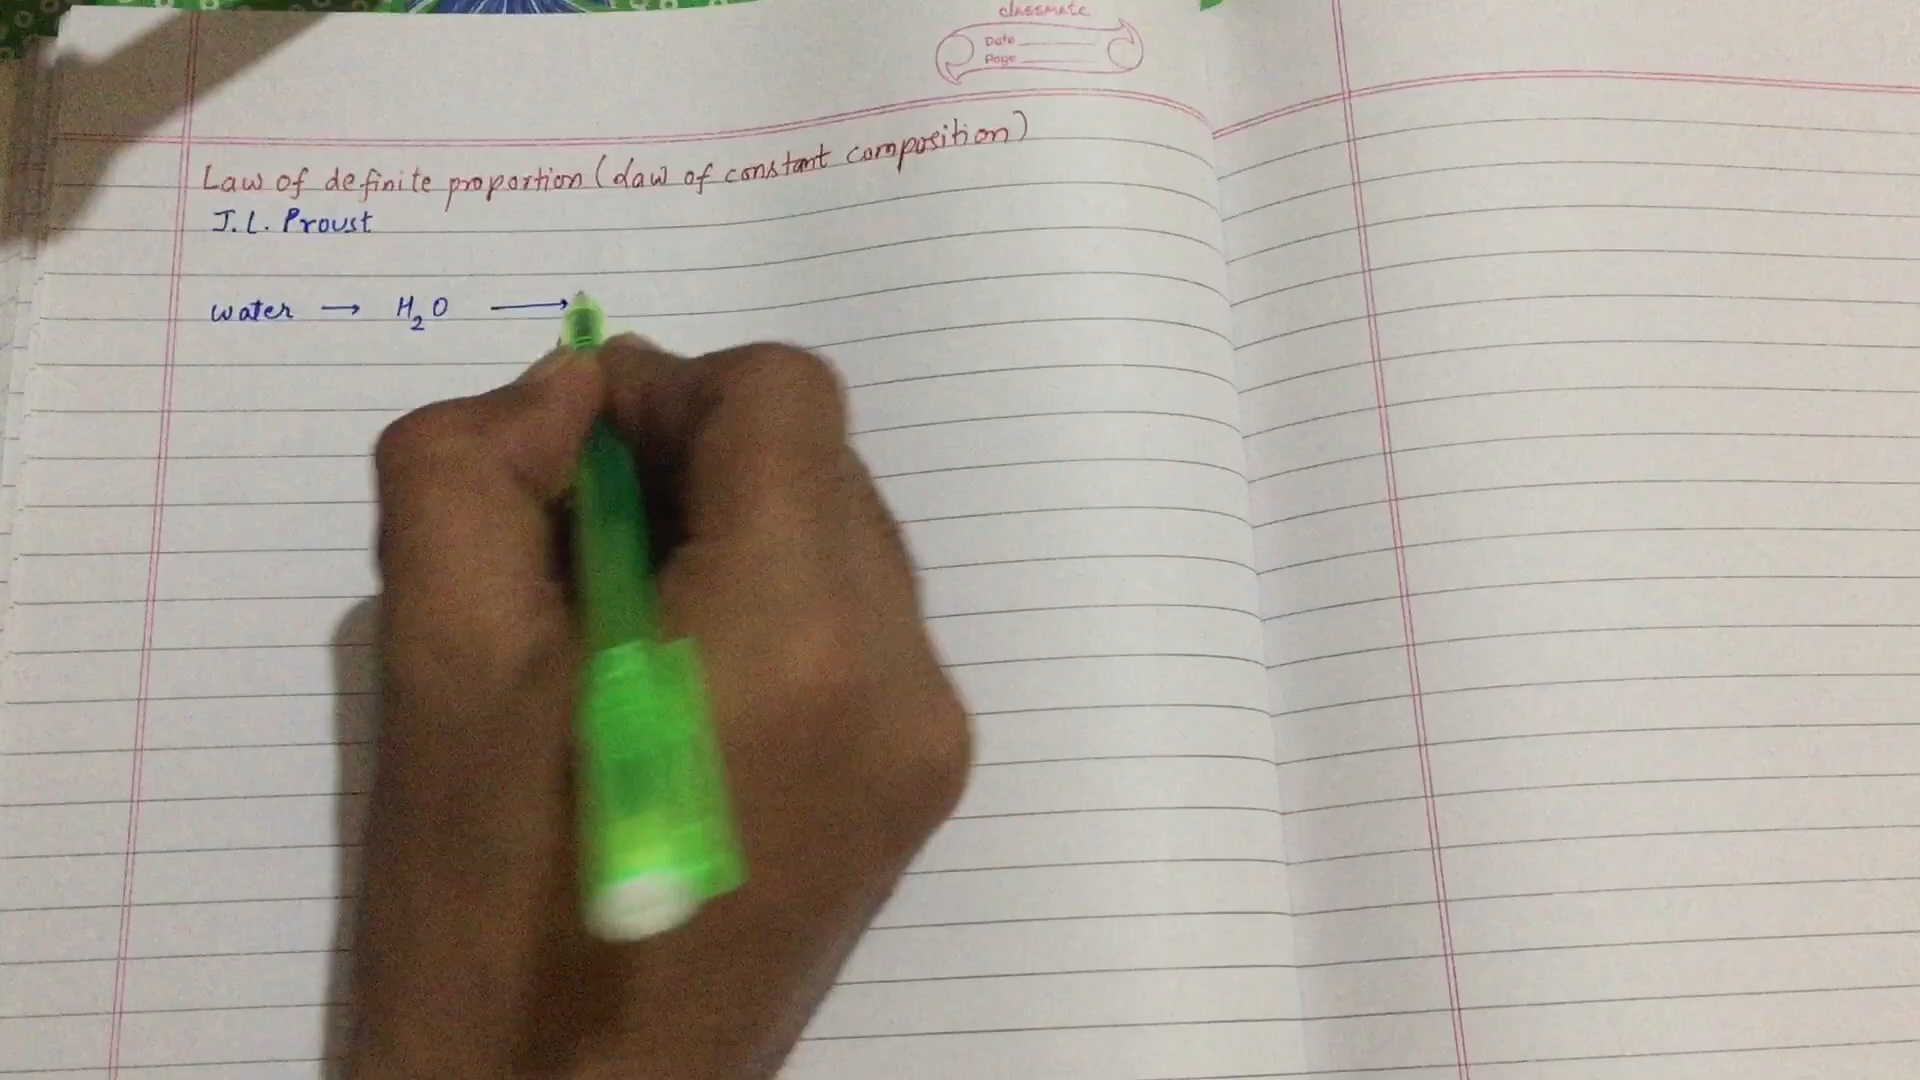 classmate
Date
Page
Law of definite proportion (Law of constant composition)
J.L. Proust
water → H₂O →